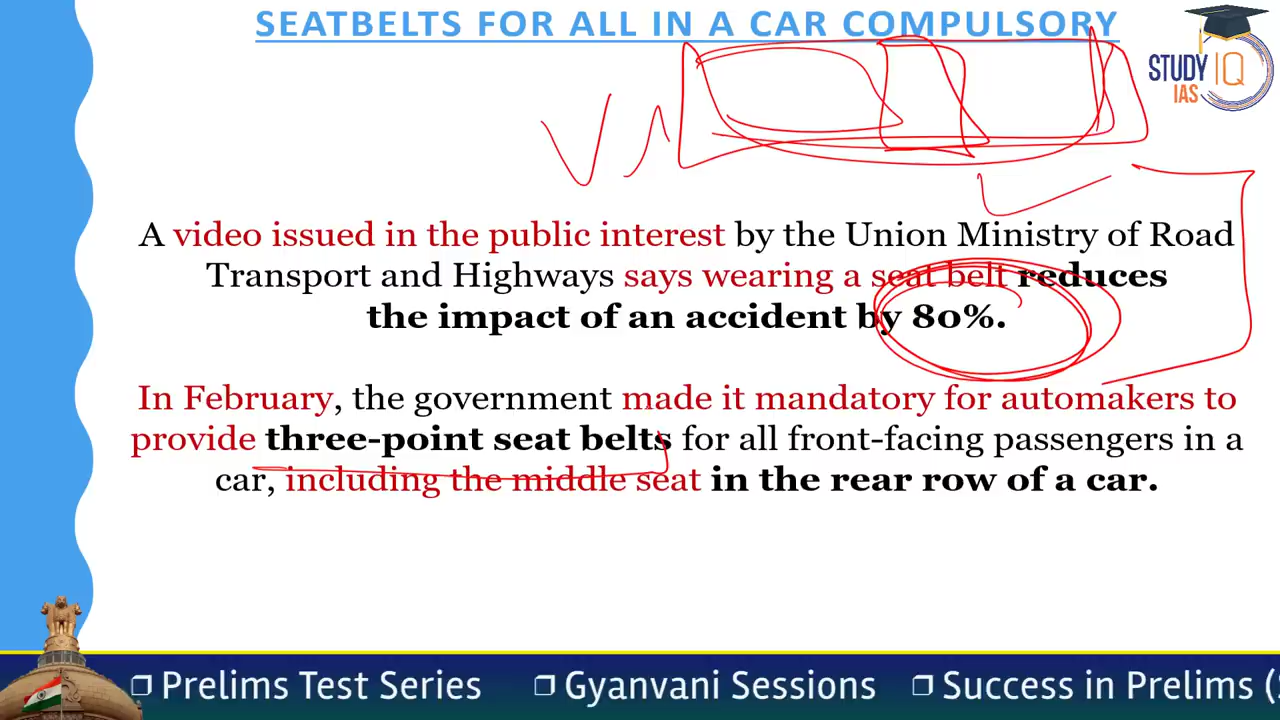 SEATBELTS FOR ALL IN A CAR COMPULSORY
STUDY IQ
IAS
A video issued in the public interest by the Union Ministry of Road
Transport and Highways says wearing a seat belt reduces
the impact of an accident by 80%.
In February, the government made it mandatory for automakers to
provide three-point seat belts for all front-facing passengers in a
car, including the middle seat in the rear row of a car.
❐ Prelims Test Series ❐ Gyanvani Sessions ❐ Success in Prelims (S